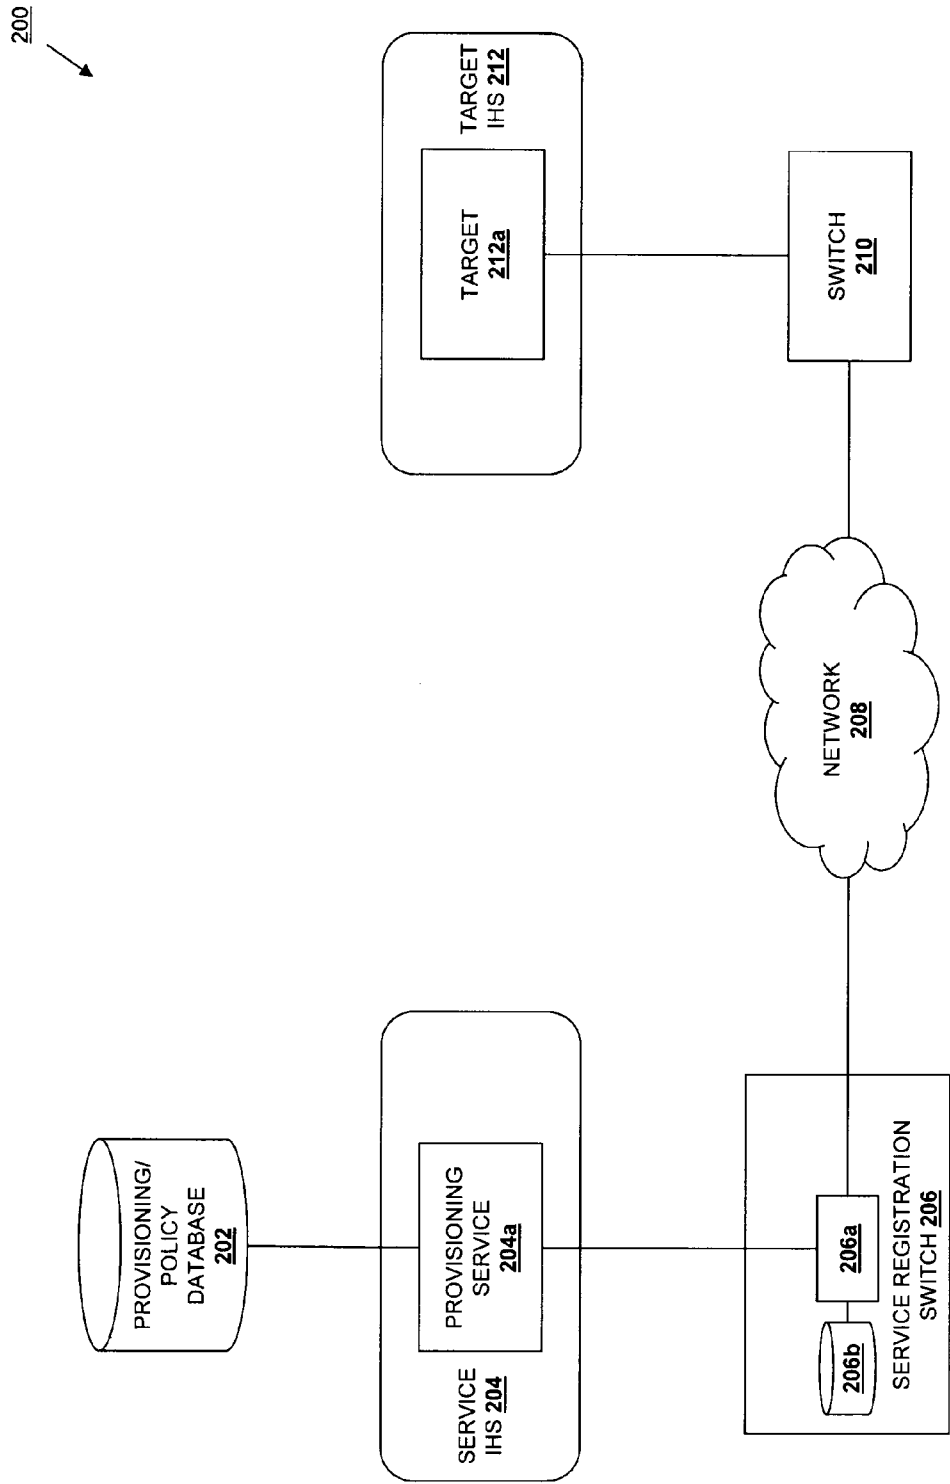 200
PROVISIONING/
POLICY
DATABASE
202
SERVICE
IHS 204
PROVISIONING
SERVICE
204a
TARGET
212a
TARGET
IHS 212
206b
206a
SERVICE REGISTRATION
SWITCH 206
NETWORK
208
SWITCH
210